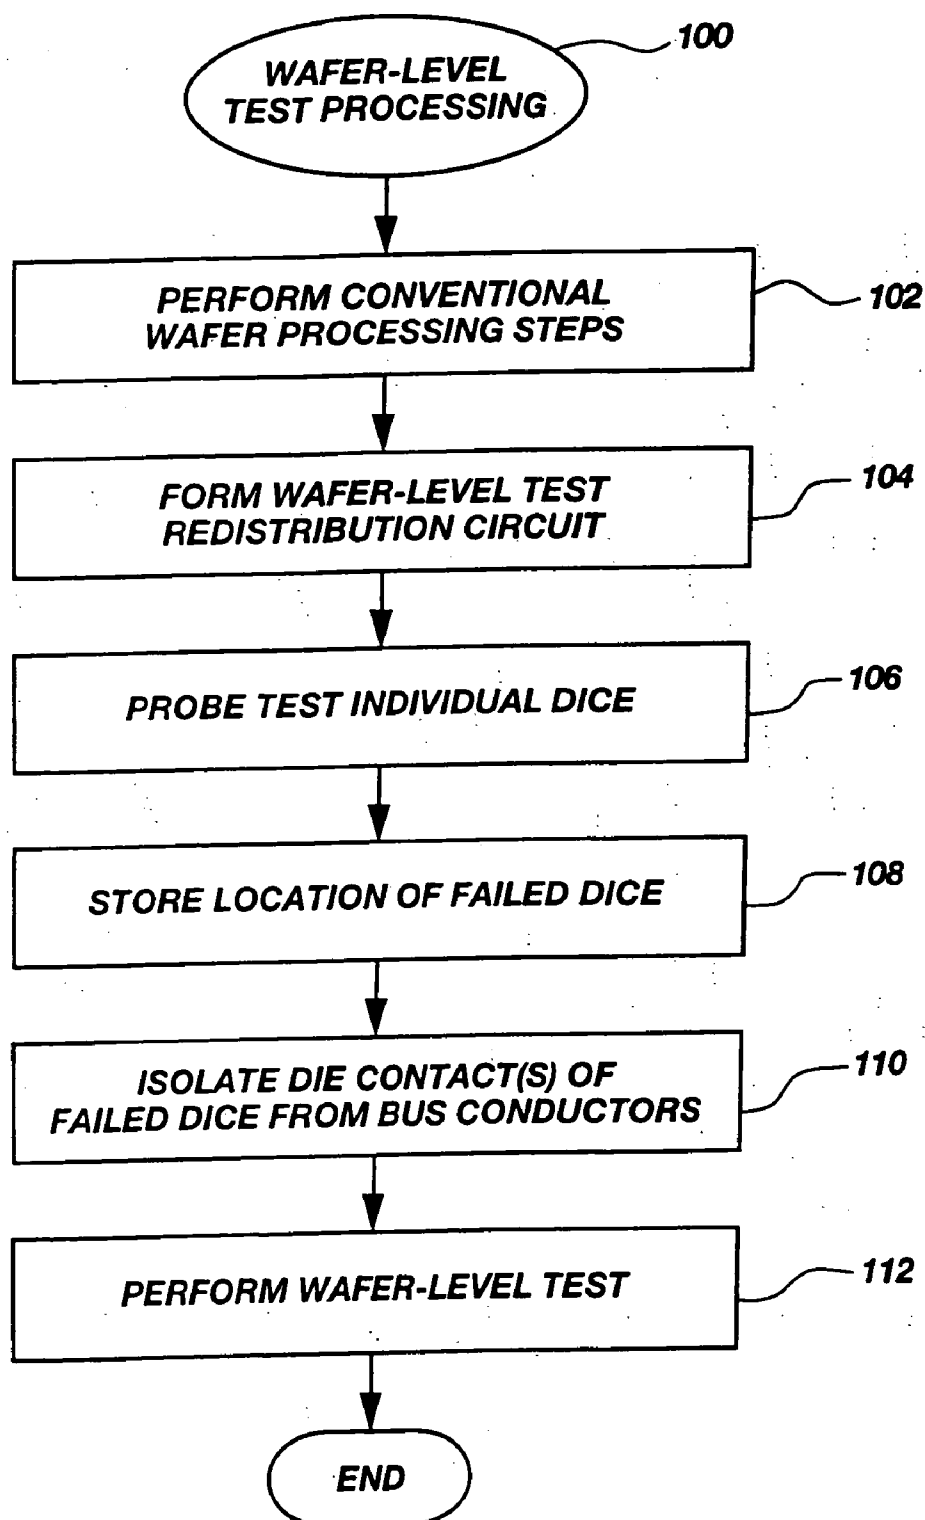 100
WAFER-LEVEL
TEST PROCESSING
PERFORM CONVENTIONAL
WAFER PROCESSING STEPS
102
FORM WAFER-LEVEL TEST
REDISTRIBUTION CIRCUIT
104
PROBE TEST INDIVIDUAL DICE
106
STORE LOCATION OF FAILED DICE
108
ISOLATE DIE CONTACT(S) OF
FAILED DICE FROM BUS CONDUCTORS
110
PERFORM WAFER-LEVEL TEST
112
END